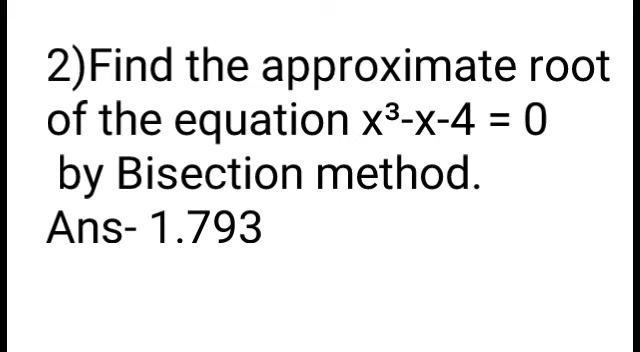 2)Find the approximate root
of the equation x³-x-4 = 0
by Bisection method.
Ans- 1.793